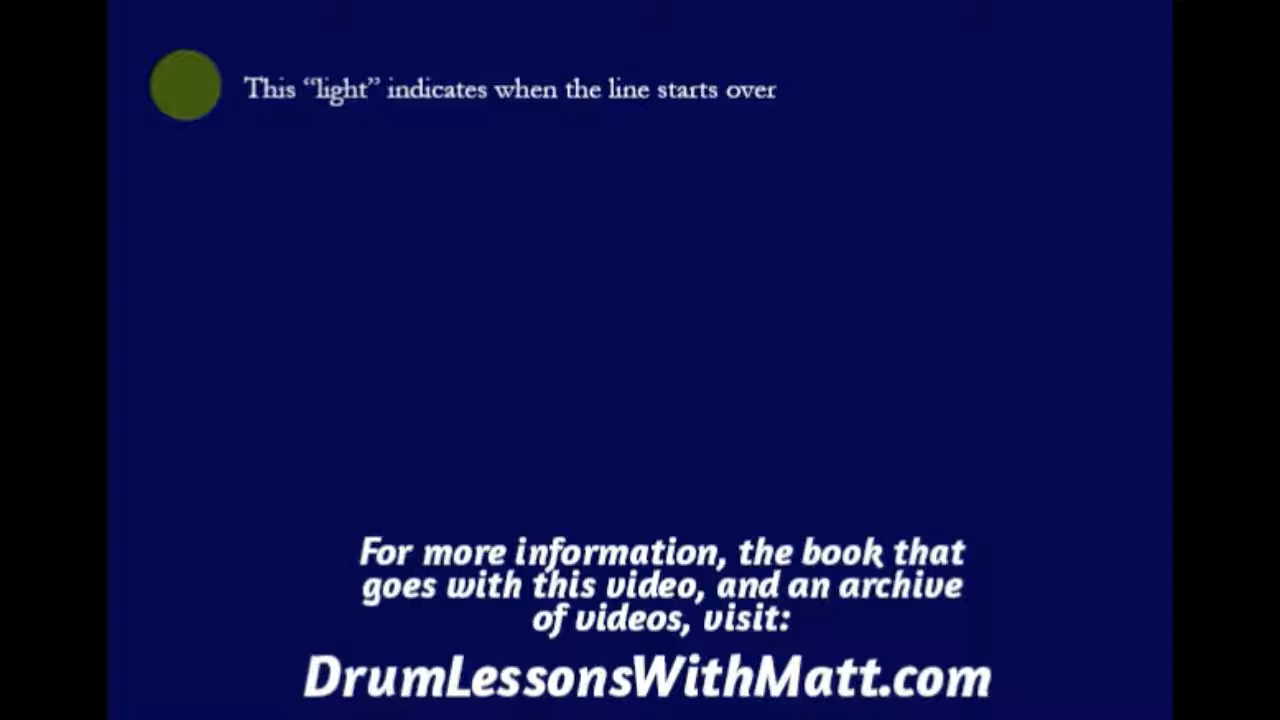 This “light” indicates when the line starts over
For more information, the book that
goes with this video, and an archive
of videos, visit:
DrumLessonsWithMatt.com